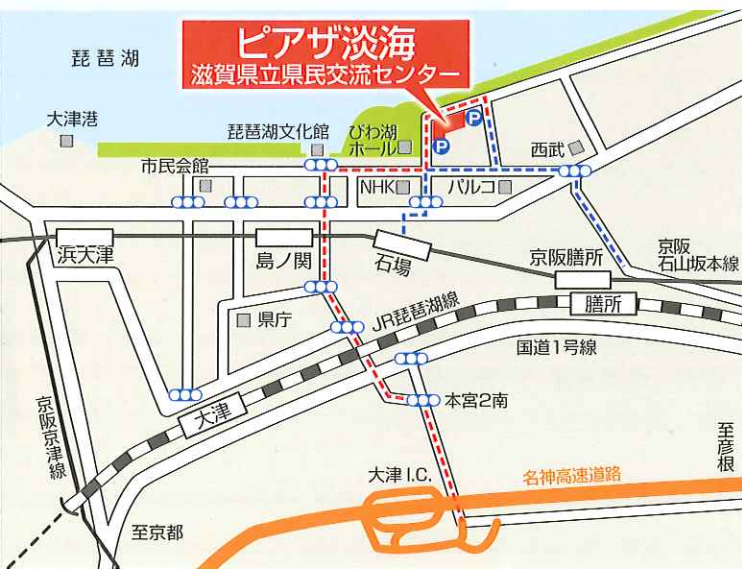 琵琶湖
ピアザ淡海
滋賀県立県民交流センター
大津港
琵琶湖文化館
びわ湖
ホール
P
P
西武
市民会館
NHK
パルコ
浜大津
島ノ関
石場
京阪膳所
京阪
石山坂本線
膳所
JR琵琶湖線
県庁
国道1号線
大津
本宮2南
京阪京津線
大津 I.C.
名神高速道路
至彦根
至京都